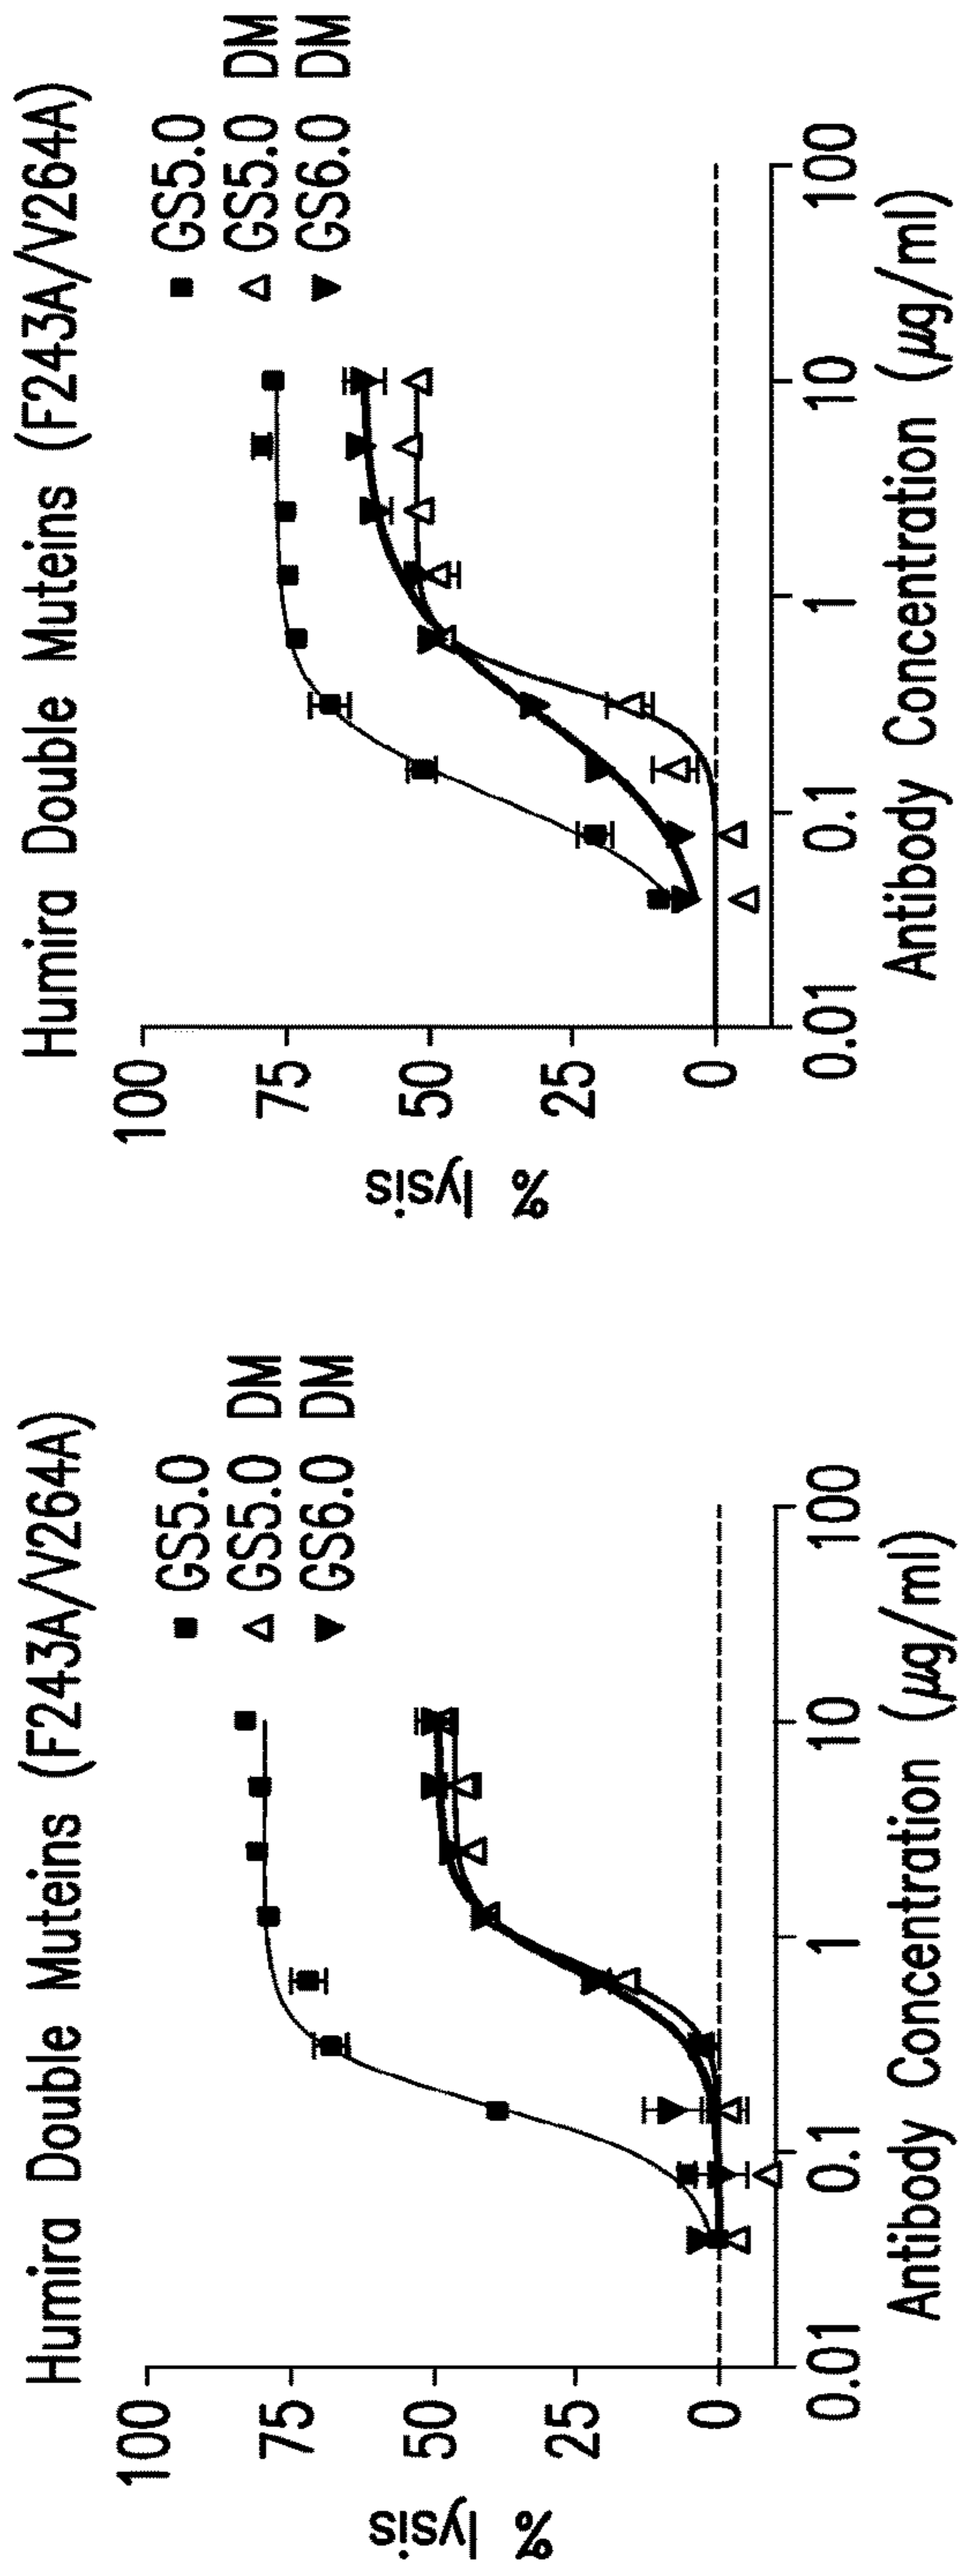 Humira Double Muteins (F243A/V264A)
GS5.0
GS5.0 DM
GS6.0 DM
% lysis
100
75
50
25
0
0.01
0.1
1
10
100
Antibody Concentration (µg/ml)
Humira Double Muteins (F243A/V264A)
GS5.0
GS5.0 DM
GS6.0 DM
% lysis
100
75
50
25
0
0.01
0.1
1
10
100
Antibody Concentration (µg/ml)